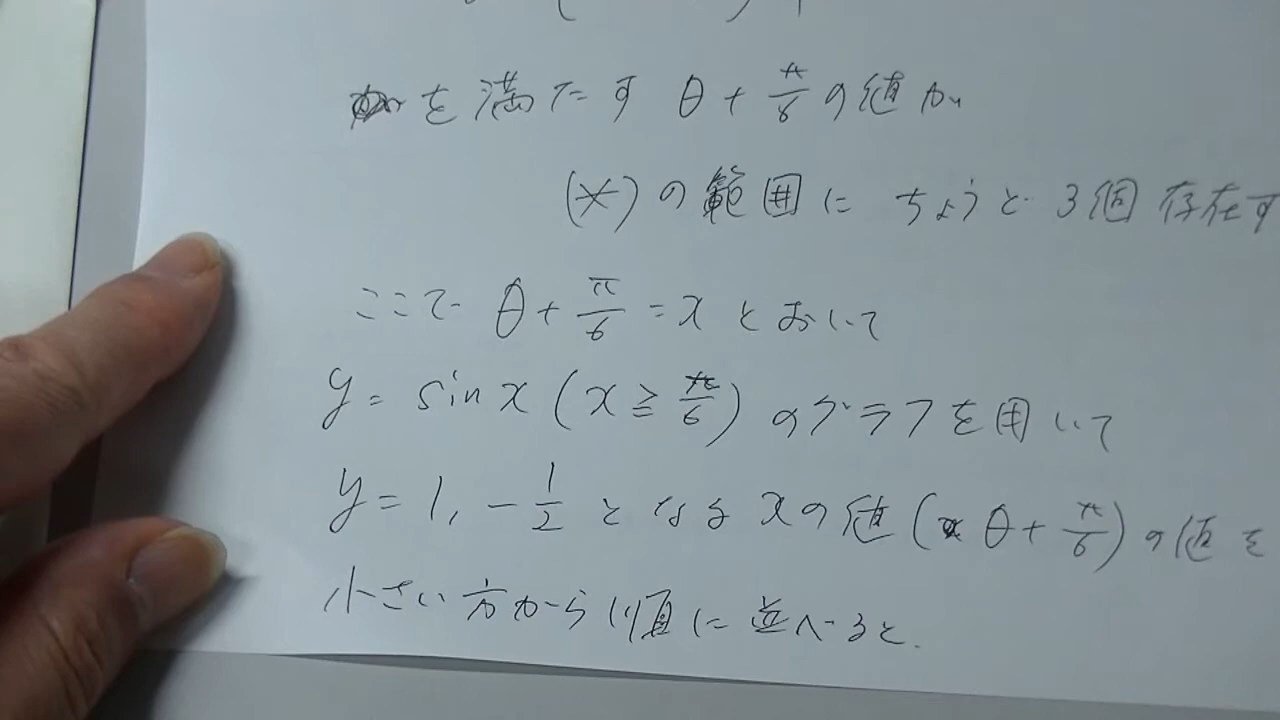 を満たす θ + π/6 の値が
(*) の範囲に ちょうど 3個 存在す
ここで θ + π/6 = x とおいて
y = sin x ( x ≧ π/6 ) のグラフを用いて
y = 1, -1/2 となる xの値 ( θ + π/6 ) の値を
小さい方から順に並べると.